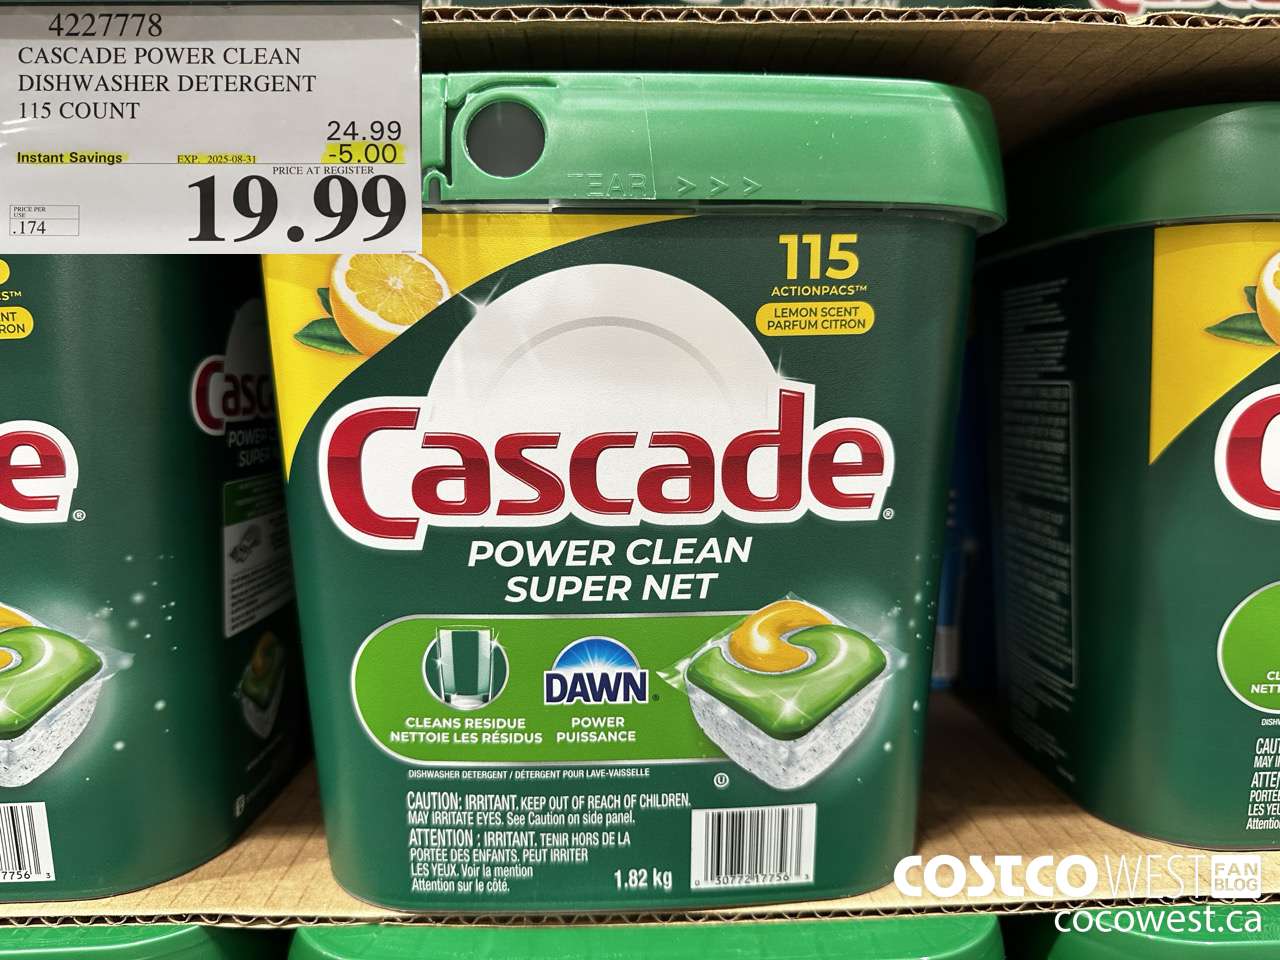 4227778
CASCADE POWER CLEAN
DISHWASHER DETERGENT
115 COUNT
24.99
Instant Savings EXP. 2025-08-31 -5.00
PRICE AT REGISTER
19.99
PRICE PER
USE
.174
TEAR > > >
115
ACTIONPACS™
LEMON SCENT
PARFUM CITRON
Cascade®
POWER CLEAN
SUPER NET
CLEANS RESIDUE
NETTOIE LES RÉSIDUS
DAWN®
POWER
PUISSANCE
DISHWASHER DETERGENT / DÉTERGENT POUR LAVE-VAISSELLE
CAUTION: IRRITANT. KEEP OUT OF REACH OF CHILDREN.
MAY IRRITATE EYES. See Caution on side panel.
ATTENTION : IRRITANT. TENIR HORS DE LA
PORTÉE DES ENFANTS. PEUT IRRITER
LES YEUX. Voir la mention
Attention sur le côté.
1.82 kg
U
0 30772 17756 3
COSTCO WEST FAN BLOG
cocowest.ca